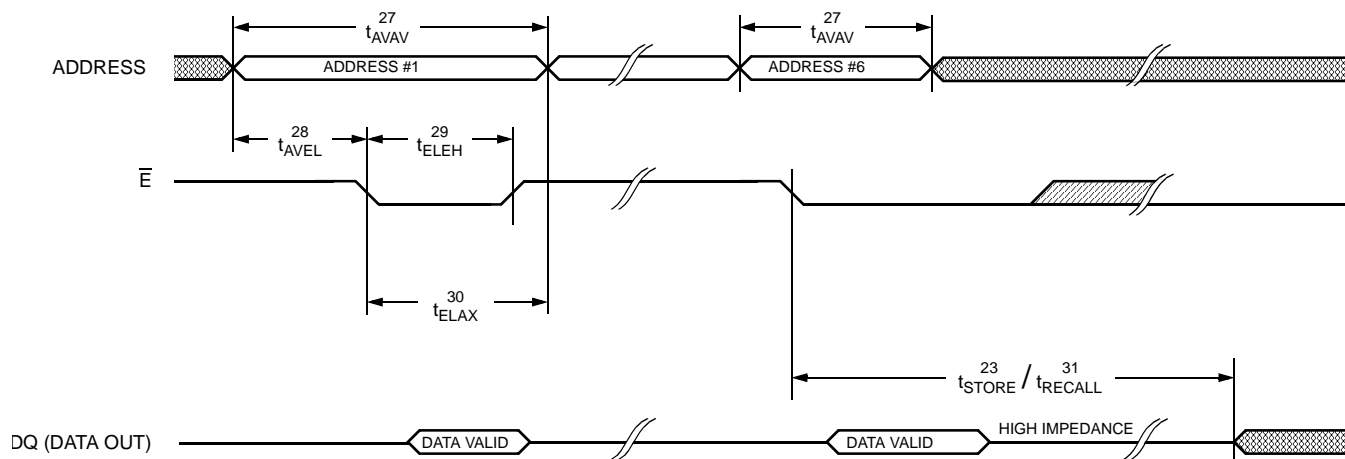 27
tAVAV
27
tAVAV
ADDRESS
ADDRESS #1
ADDRESS #6
28
tAVEL
29
tELEH
E
30
tELAX
23 31
tSTORE / tRECALL
DQ (DATA OUT)
DATA VALID
DATA VALID
HIGH IMPEDANCE